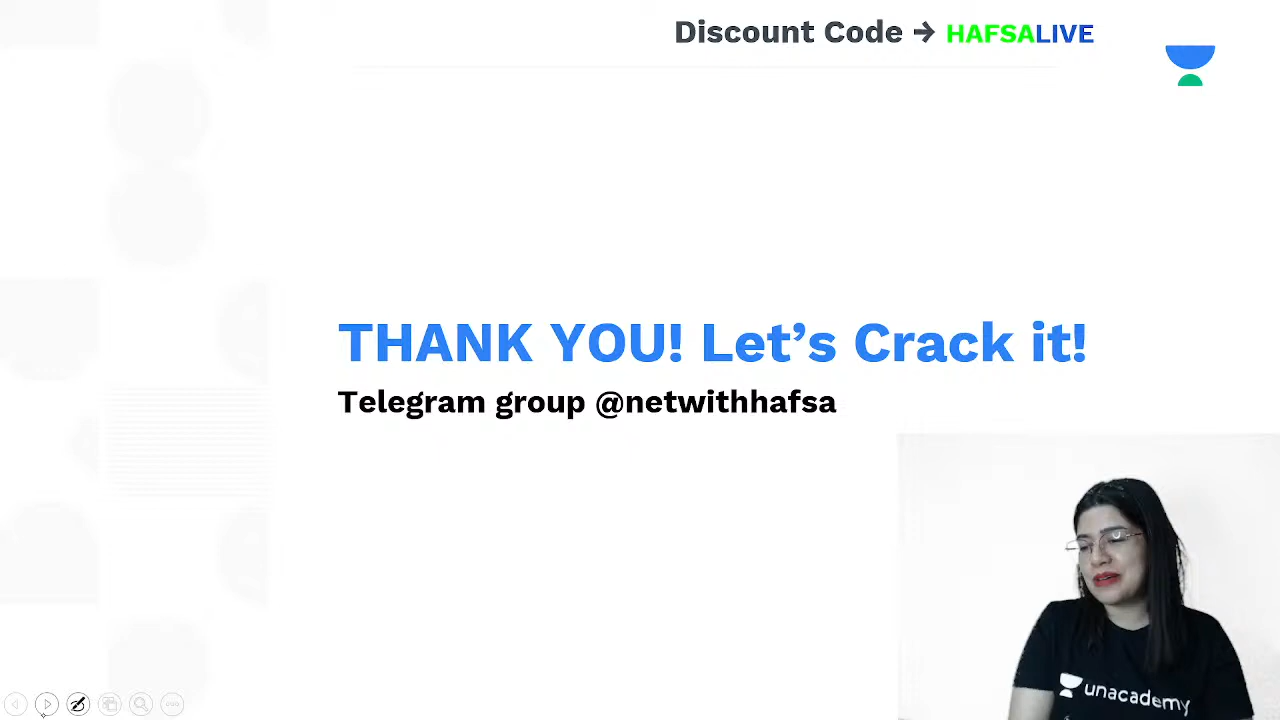 Discount Code → HAFSALIVE
THANK YOU! Let’s Crack it!
Telegram group @netwithhafsa
unacademy